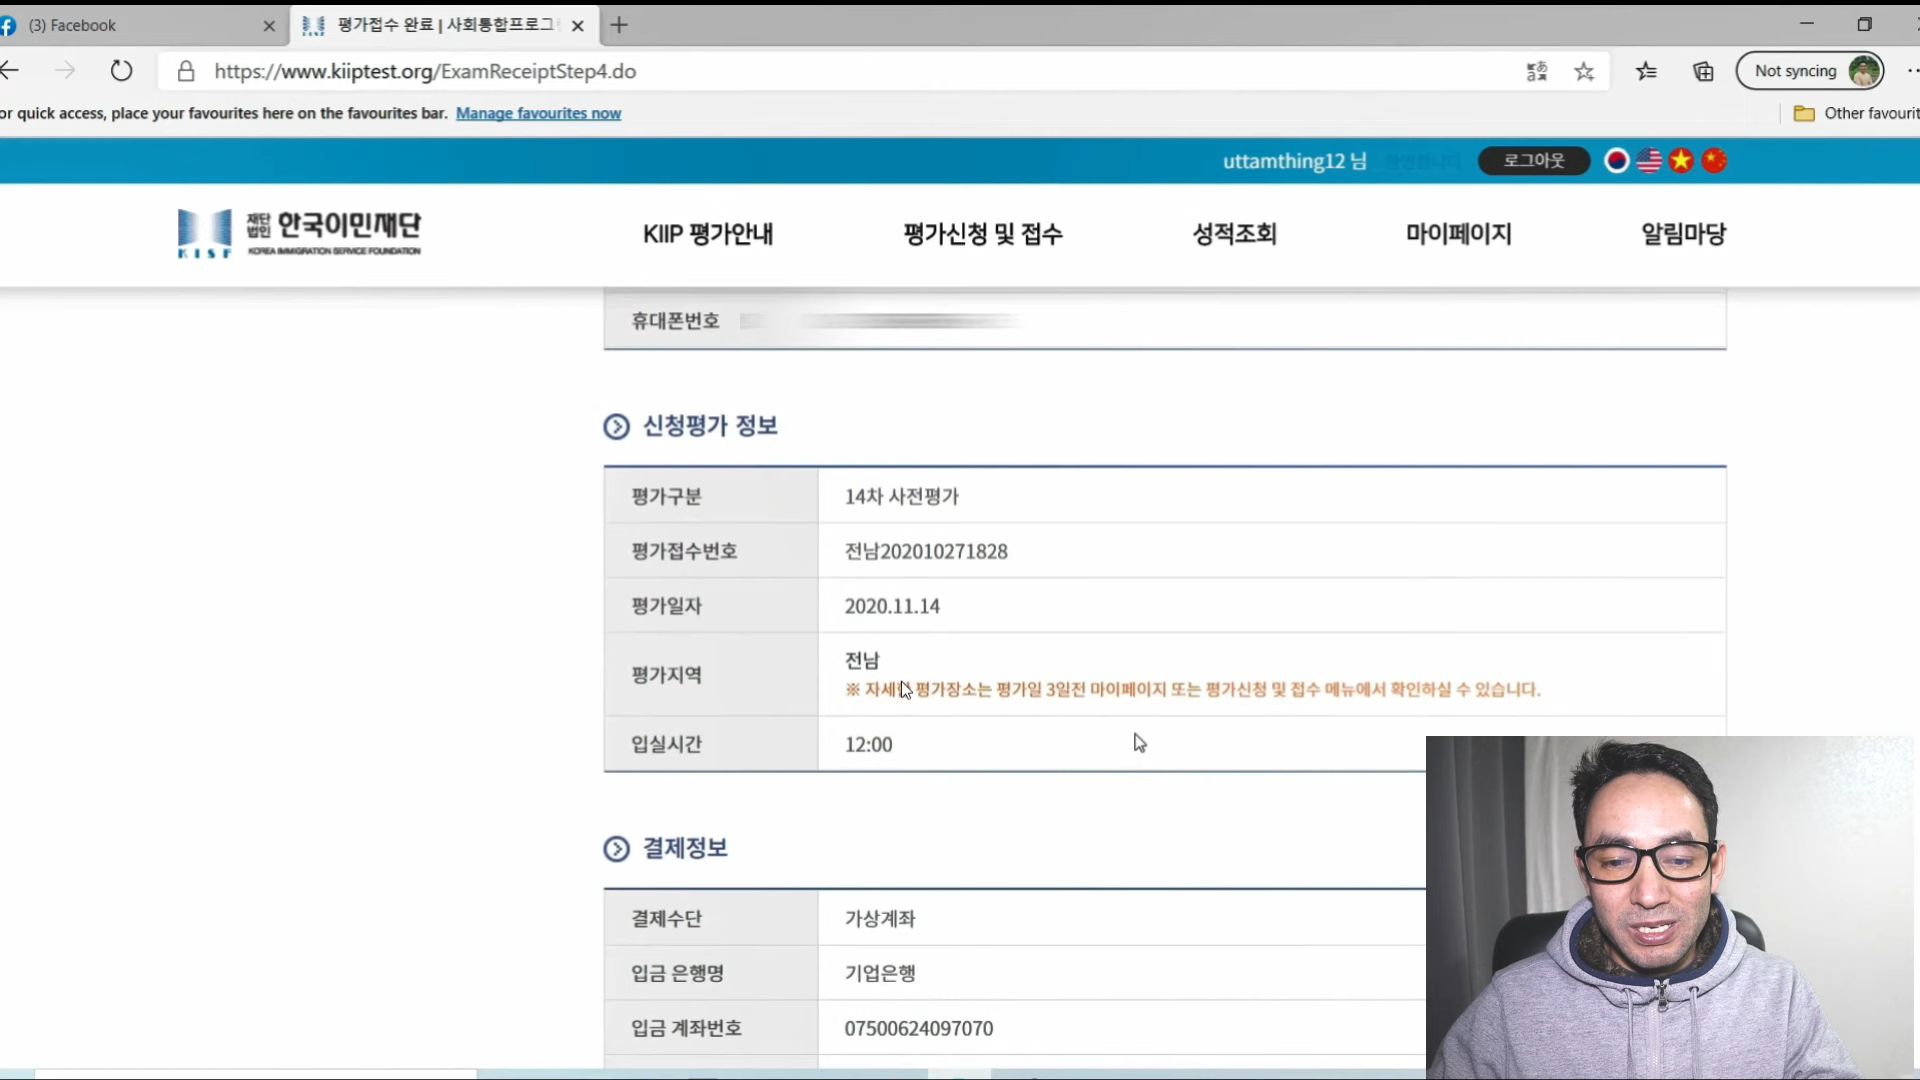 (3) Facebook
평가접수 완료 | 사회통합프로그
https://www.kiiptest.org/ExamReceiptStep4.do
Not syncing
or quick access, place your favourites here on the favourites bar. Manage favourites now
Other favourit
uttamthing12 님
로그아웃
KISF
재단법인 한국이민재단
KOREA IMMIGRATION SERVICE FOUNDATION
KIIP 평가안내
평가신청 및 접수
성적조회
마이페이지
알림마당
휴대폰번호
신청평가 정보
평가구분 14차 사전평가
평가접수번호 전남202010271828
평가일자 2020.11.14
평가지역 전남
※ 자세한 평가장소는 평가일 3일전 마이페이지 또는 평가신청 및 접수 메뉴에서 확인하실 수 있습니다.
입실시간 12:00
결제정보
결제수단 가상계좌
입금 은행명 기업은행
입금 계좌번호 07500624097070